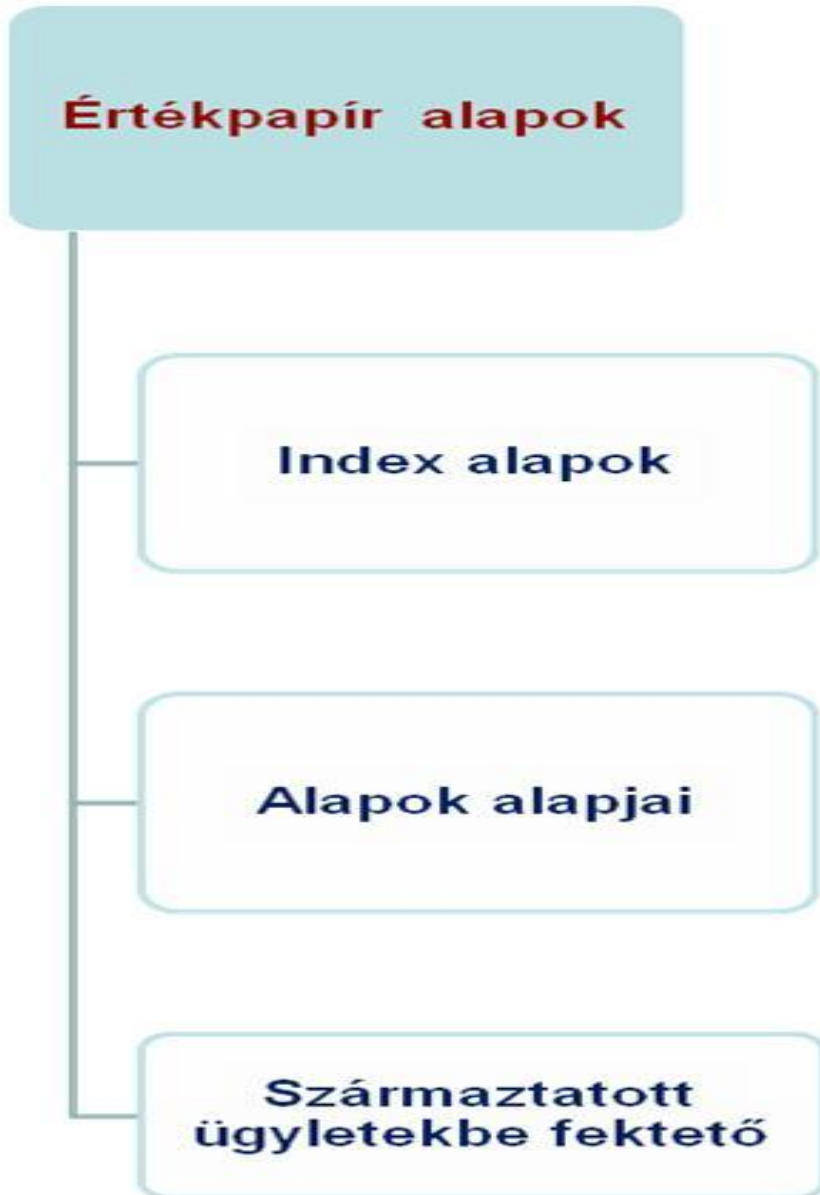 Értékpapír alapok
Index alapok
Alapok alapjai
Származtatott
ügyletekbe fektető